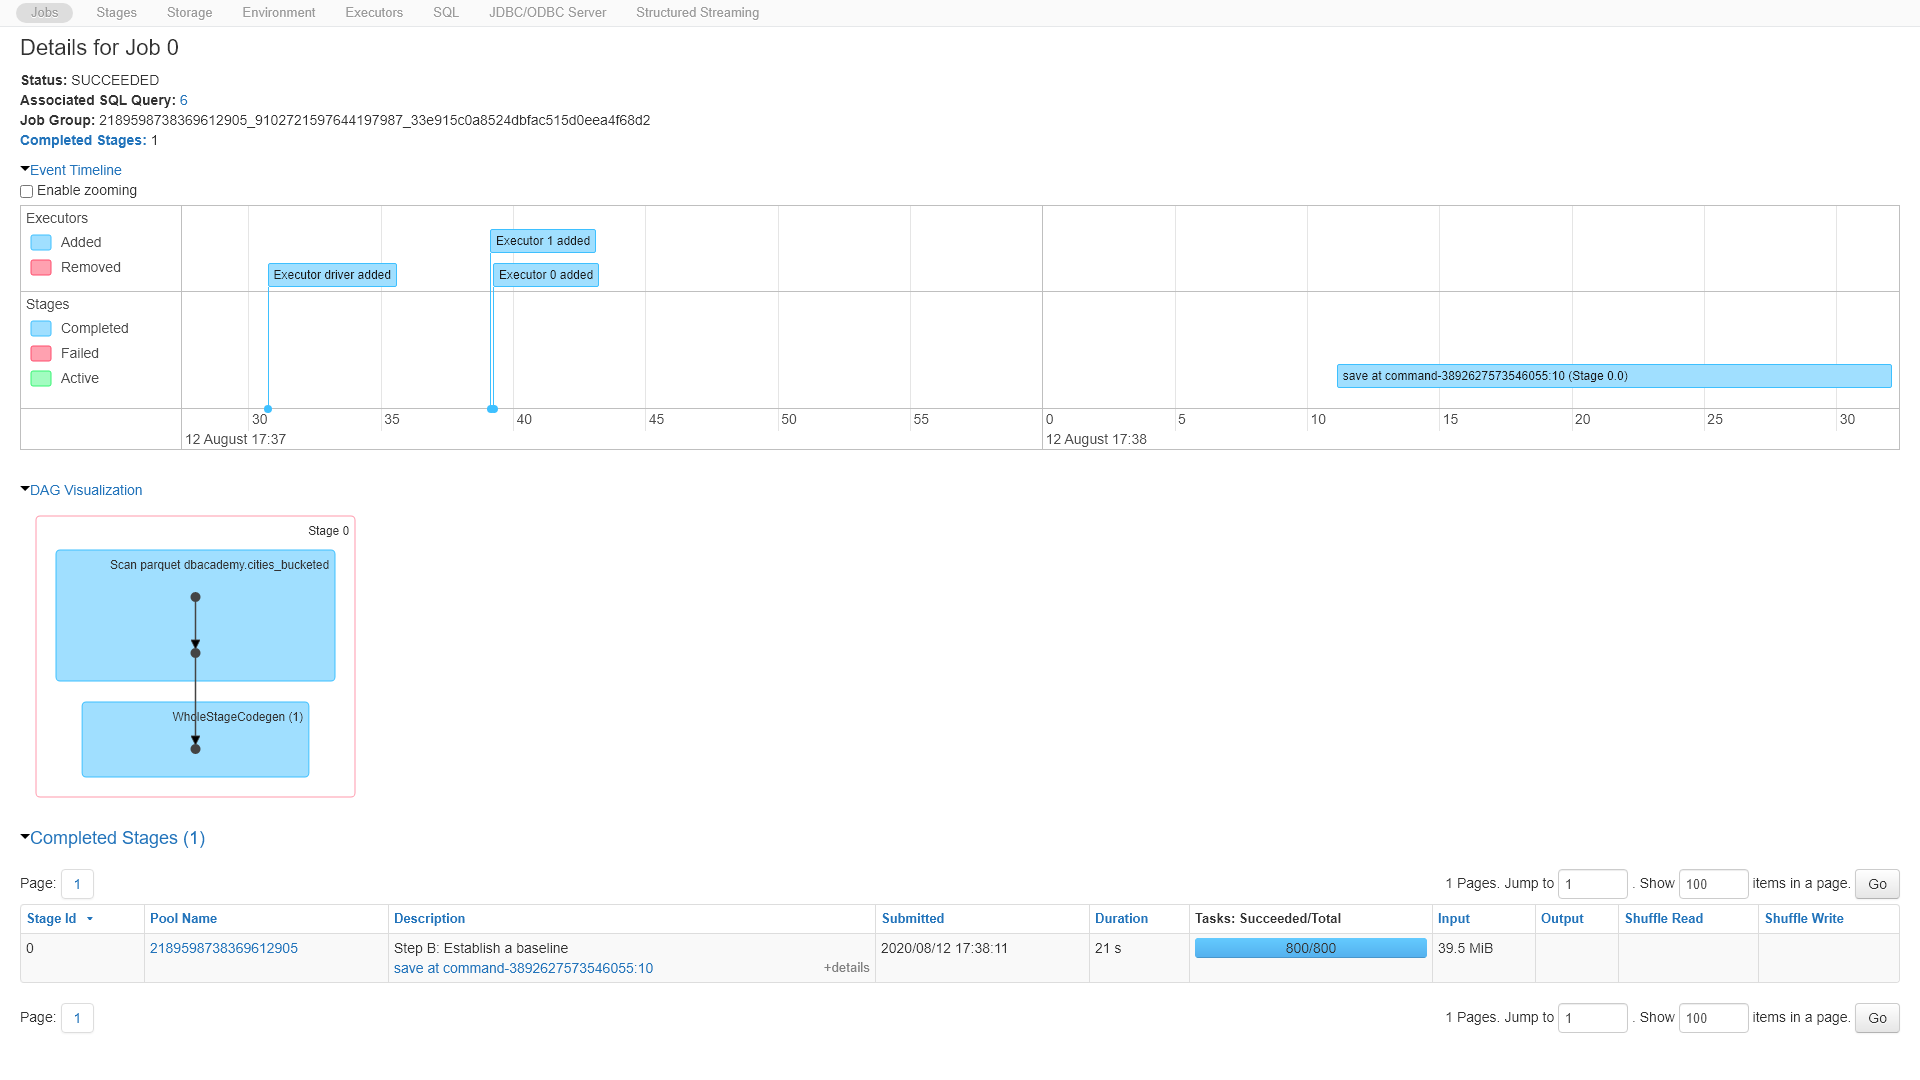 Jobs Stages Storage Environment Executors SQL JDBC/ODBC Server Structured Streaming
Details for Job 0
Status: SUCCEEDED
Associated SQL Query: 6
Job Group: 2189598738369612905_9102721597644197987_33e915c0a8524dbfac515d0eea4f68d2
Completed Stages: 1
Event Timeline
Enable zooming
Executors
Added
Removed
Executor 1 added
Executor driver added
Executor 0 added
Stages
Completed
Failed
Active
save at command-3892627573546055:10 (Stage 0.0)
30 35 40 45 50 55 0 5 10 15 20 25 30
12 August 17:37 12 August 17:38
DAG Visualization
Stage 0
Scan parquet dbacademy.cities_bucketed
WholeStageCodegen (1)
Completed Stages (1)
Page: 1 1 Pages. Jump to 1 . Show 100 items in a page. Go
Stage Id Pool Name Description Submitted Duration Tasks: Succeeded/Total Input Output Shuffle Read Shuffle Write
0 2189598738369612905 Step B: Establish a baseline 2020/08/12 17:38:11 21 s 800/800 39.5 MiB
save at command-3892627573546055:10 +details
Page: 1 1 Pages. Jump to 1 . Show 100 items in a page. Go